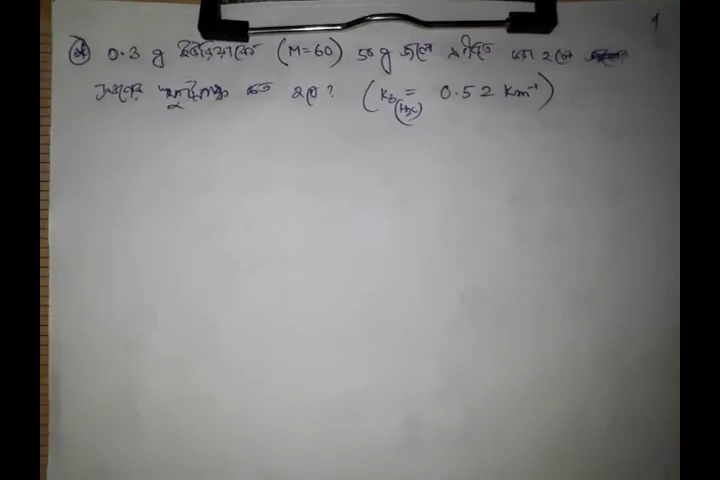 1
* 0.3 g ইউরিয়াকে (M=60) 50 g জলে দ্রবীভূত করা হলে
দ্রবণের স্ফুটনাঙ্ক কত হবে? (Kb(H2O) = 0.52 Km⁻¹)